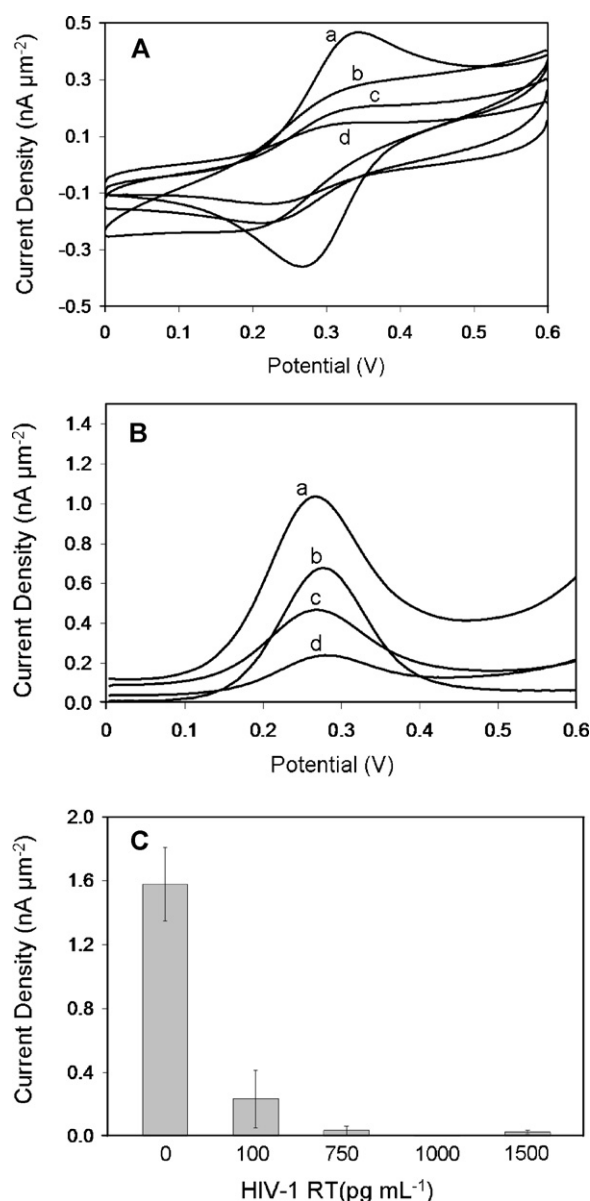 A
a
b
c
d
0.5
0.3
0.1
-0.1
-0.3
-0.5
Current Density (nA µm-2)
0 0.1 0.2 0.3 0.4 0.5 0.6
Potential (V)
B
a
b
c
d
1.4
1.2
1.0
0.8
0.6
0.4
0.2
0.0
Current Density (nA µm-2)
0 0.1 0.2 0.3 0.4 0.5 0.6
Potential (V)
C
2.0
1.6
1.2
0.8
0.4
0.0
Current Density (nA µm-2)
0 100 750 1000 1500
HIV-1 RT(pg mL-1)